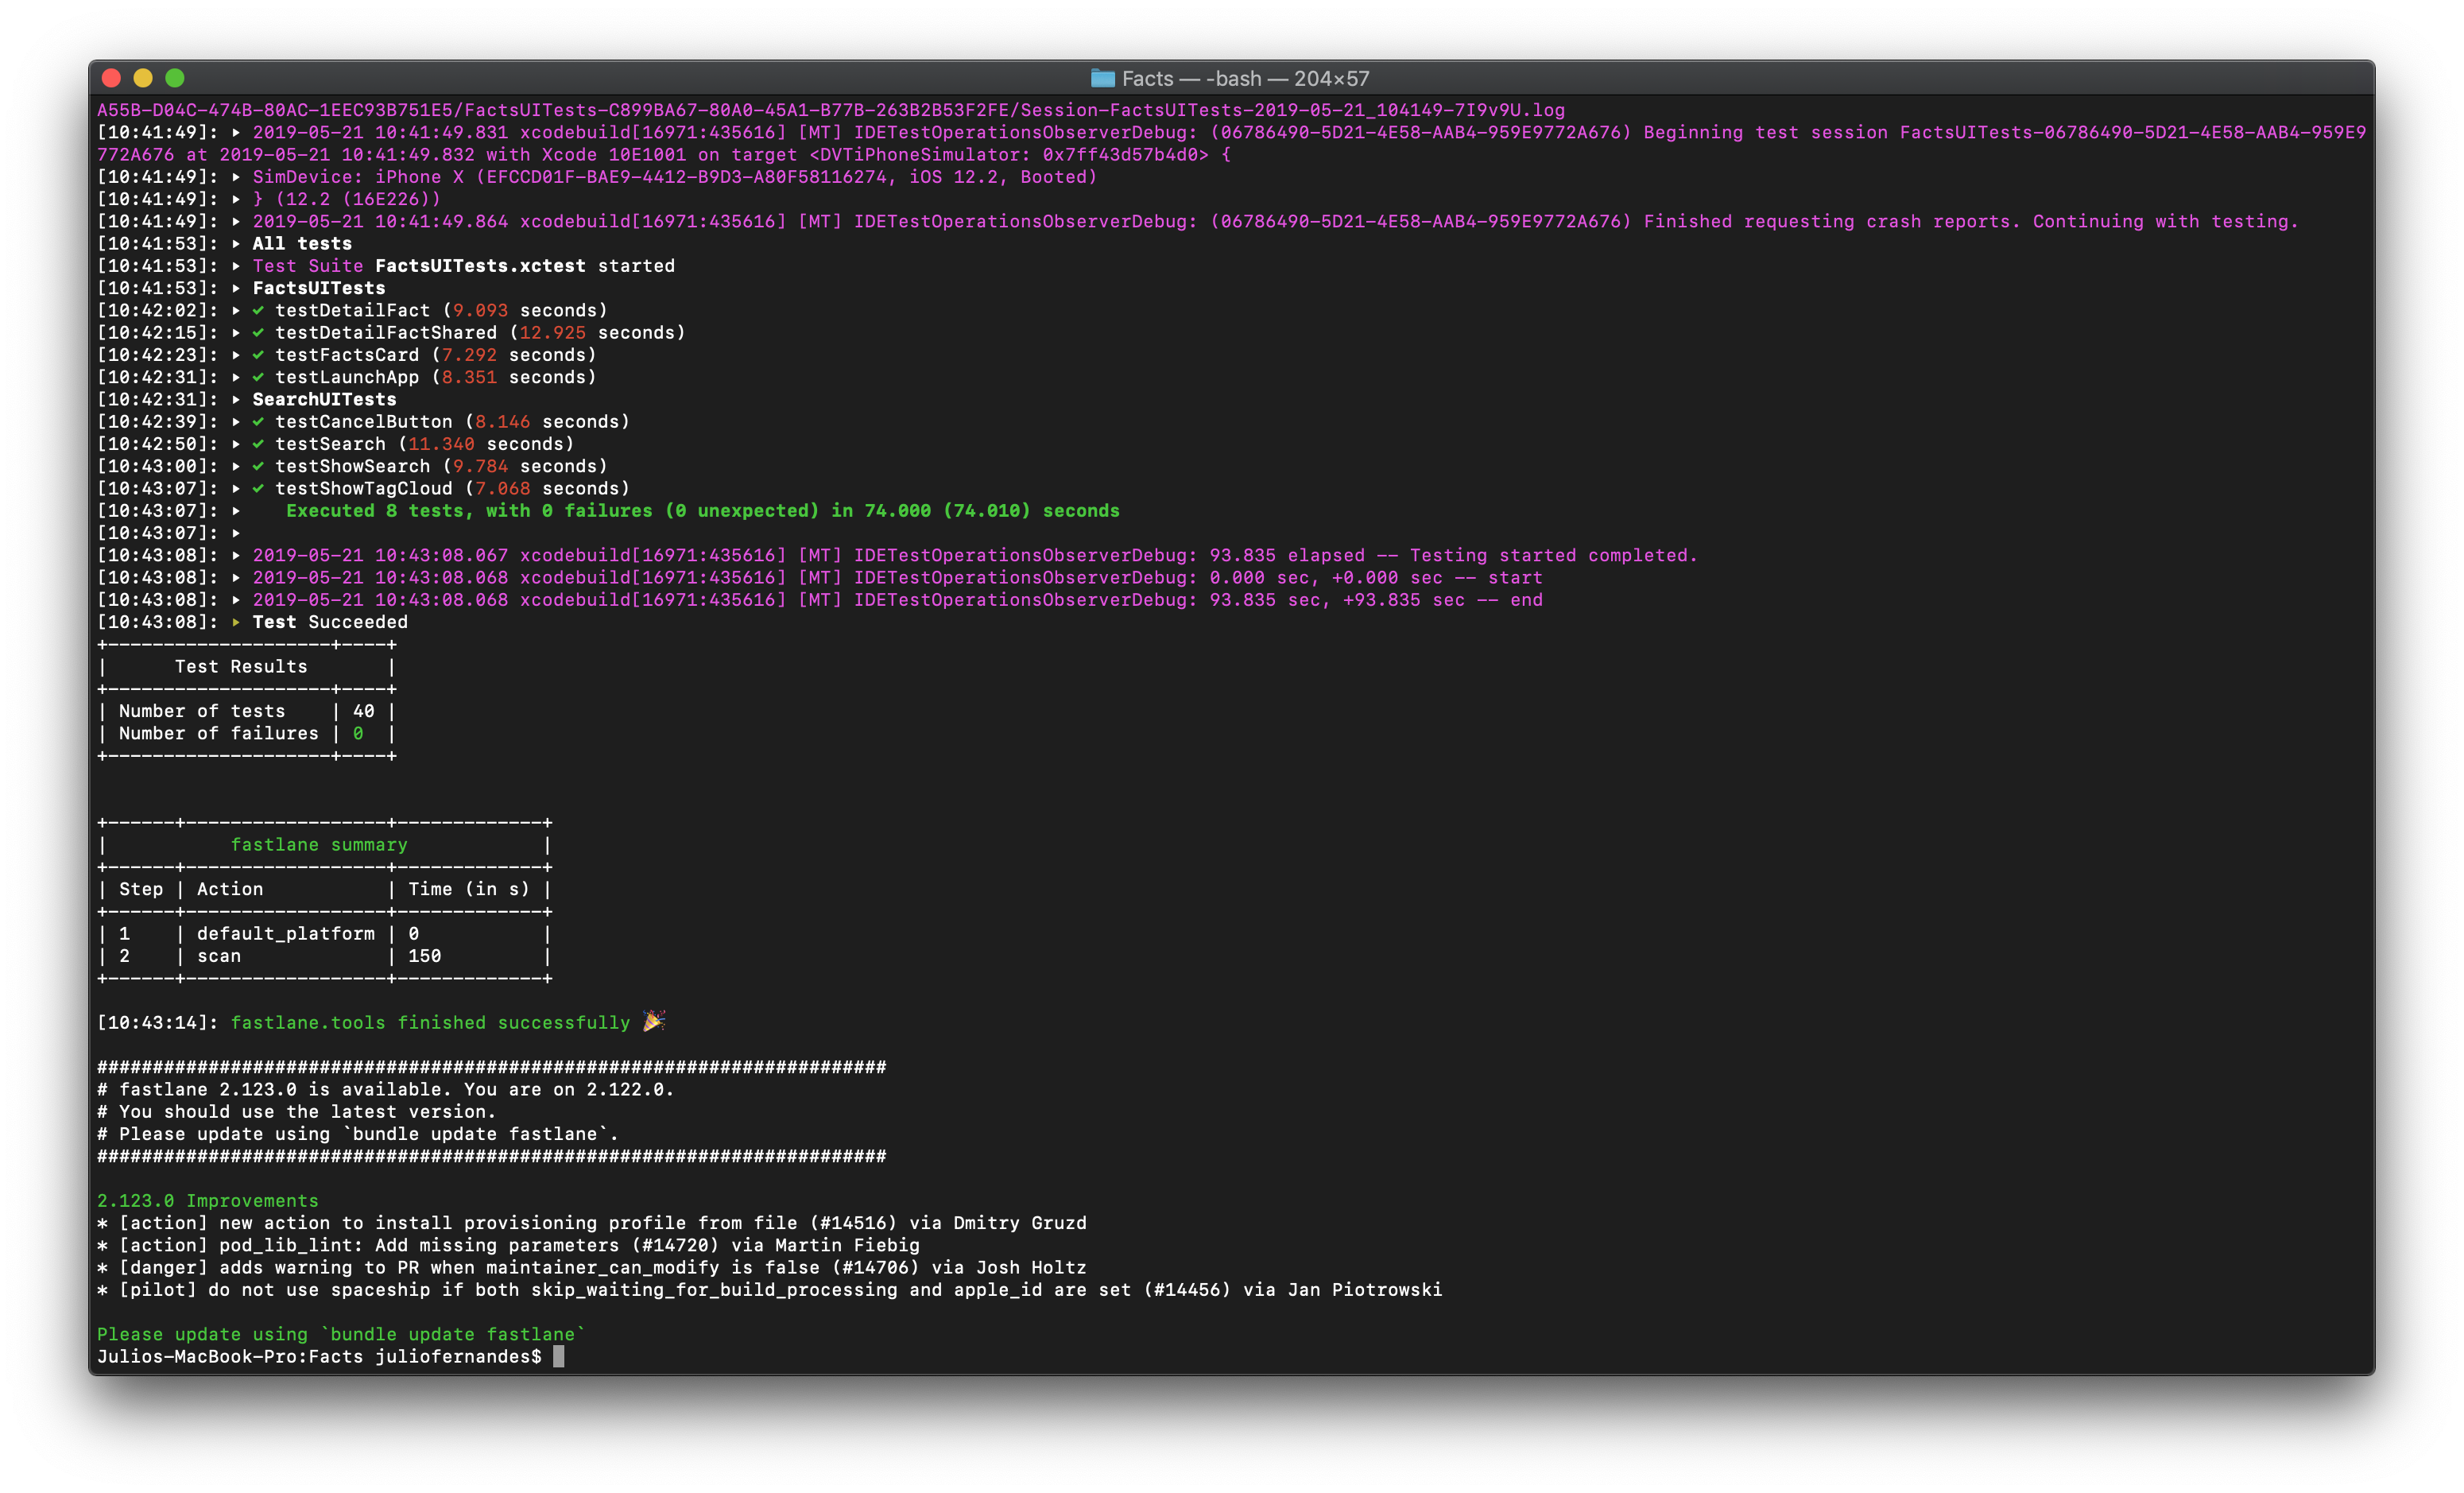 Facts — -bash — 204×57
A55B-D04C-474B-80AC-1EEC93B751E5/FactsUITests-C899BA67-80A0-45A1-B77B-263B2B53F2FE/Session-FactsUITests-2019-05-21_104149-7I9v9U.log
[10:41:49]: ▸ 2019-05-21 10:41:49.831 xcodebuild[16971:435616] [MT] IDETestOperationsObserverDebug: (06786490-5D21-4E58-AAB4-959E9772A676) Beginning test session FactsUITests-06786490-5D21-4E58-AAB4-959E9
772A676 at 2019-05-21 10:41:49.832 with Xcode 10E1001 on target <DVTiPhoneSimulator: 0x7ff43d57b4d0> {
[10:41:49]: ▸ SimDevice: iPhone X (EFCCD01F-BAE9-4412-B9D3-A80F58116274, iOS 12.2, Booted)
[10:41:49]: ▸ } (12.2 (16E226))
[10:41:49]: ▸ 2019-05-21 10:41:49.864 xcodebuild[16971:435616] [MT] IDETestOperationsObserverDebug: (06786490-5D21-4E58-AAB4-959E9772A676) Finished requesting crash reports. Continuing with testing.
[10:41:53]: ▸ All tests
[10:41:53]: ▸ Test Suite FactsUITests.xctest started
[10:41:53]: ▸ FactsUITests
[10:42:02]: ▸ ✓ testDetailFact (9.093 seconds)
[10:42:15]: ▸ ✓ testDetailFactShared (12.925 seconds)
[10:42:23]: ▸ ✓ testFactsCard (7.292 seconds)
[10:42:31]: ▸ ✓ testLaunchApp (8.351 seconds)
[10:42:31]: ▸ SearchUITests
[10:42:39]: ▸ ✓ testCancelButton (8.146 seconds)
[10:42:50]: ▸ ✓ testSearch (11.340 seconds)
[10:43:00]: ▸ ✓ testShowSearch (9.784 seconds)
[10:43:07]: ▸ ✓ testShowTagCloud (7.068 seconds)
[10:43:07]: ▸    Executed 8 tests, with 0 failures (0 unexpected) in 74.000 (74.010) seconds
[10:43:07]: ▸
[10:43:08]: ▸ 2019-05-21 10:43:08.067 xcodebuild[16971:435616] [MT] IDETestOperationsObserverDebug: 93.835 elapsed -- Testing started completed.
[10:43:08]: ▸ 2019-05-21 10:43:08.068 xcodebuild[16971:435616] [MT] IDETestOperationsObserverDebug: 0.000 sec, +0.000 sec -- start
[10:43:08]: ▸ 2019-05-21 10:43:08.068 xcodebuild[16971:435616] [MT] IDETestOperationsObserverDebug: 93.835 sec, +93.835 sec -- end
[10:43:08]: ▸ Test Succeeded
+--------------------+----+
|      Test Results       |
+--------------------+----+
| Number of tests    | 40 |
| Number of failures | 0  |
+--------------------+----+
+------+------------------+-------------+
|           fastlane summary            |
+------+------------------+-------------+
| Step | Action           | Time (in s) |
+------+------------------+-------------+
| 1    | default_platform | 0           |
| 2    | scan             | 150         |
+------+------------------+-------------+
[10:43:14]: fastlane.tools finished successfully 🎉
#######################################################################
# fastlane 2.123.0 is available. You are on 2.122.0.
# You should use the latest version.
# Please update using `bundle update fastlane`.
#######################################################################
2.123.0 Improvements
* [action] new action to install provisioning profile from file (#14516) via Dmitry Gruzd
* [action] pod_lib_lint: Add missing parameters (#14720) via Martin Fiebig
* [danger] adds warning to PR when maintainer_can_modify is false (#14706) via Josh Holtz
* [pilot] do not use spaceship if both skip_waiting_for_build_processing and apple_id are set (#14456) via Jan Piotrowski
Please update using `bundle update fastlane`
Julios-MacBook-Pro:Facts juliofernandes$